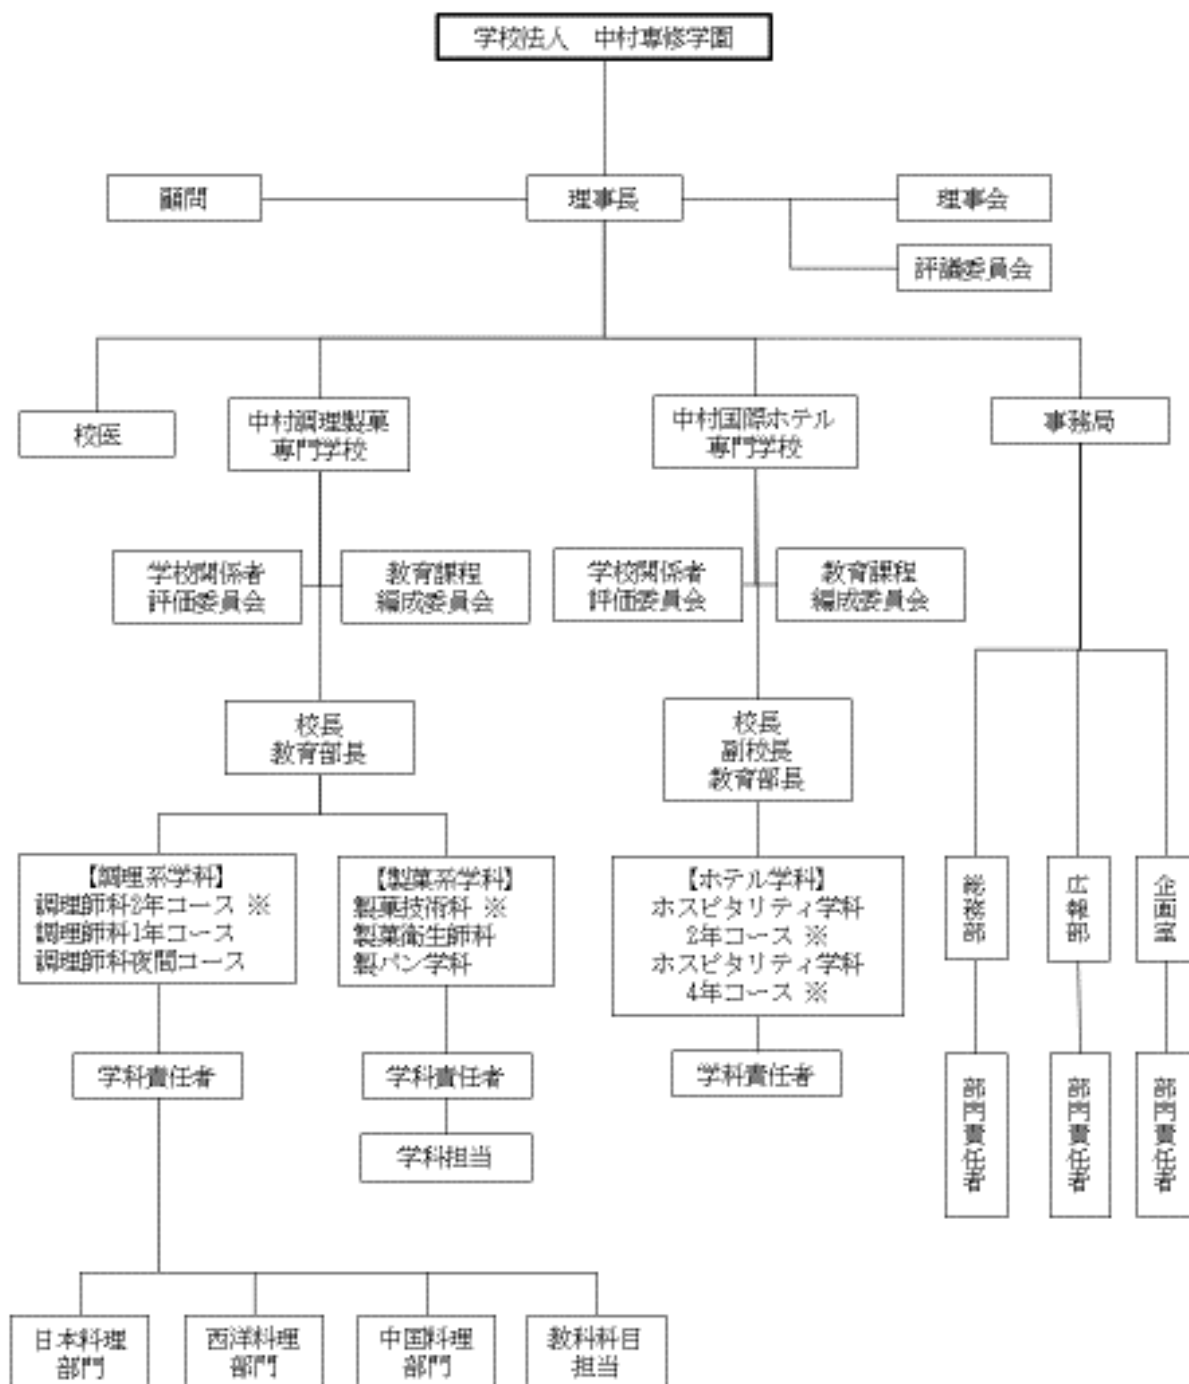 学校法人　中村専修学園
顧問
理事長
理事会
評議委員会
校医
中村調理製菓
専門学校
中村国際ホテル
専門学校
事務局
学校関係者
評価委員会
教育課程
編成委員会
学校関係者
評価委員会
教育課程
編成委員会
校長
教育部長
校長
副校長
教育部長
【調理系学科】
調理師科2年コース ※
調理師科1年コース
調理師科夜間コース
【製菓系学科】
製菓技術科 ※
製菓衛生師科
製パン学科
【ホテル学科】
ホスピタリティ学科
2年コース ※
ホスピタリティ学科
4年コース ※
総務部
広報部
企画室
学科責任者
学科責任者
学科責任者
部門責任者
部門責任者
部門責任者
学科担当
日本料理
部門
西洋料理
部門
中国料理
部門
教科科目
担当